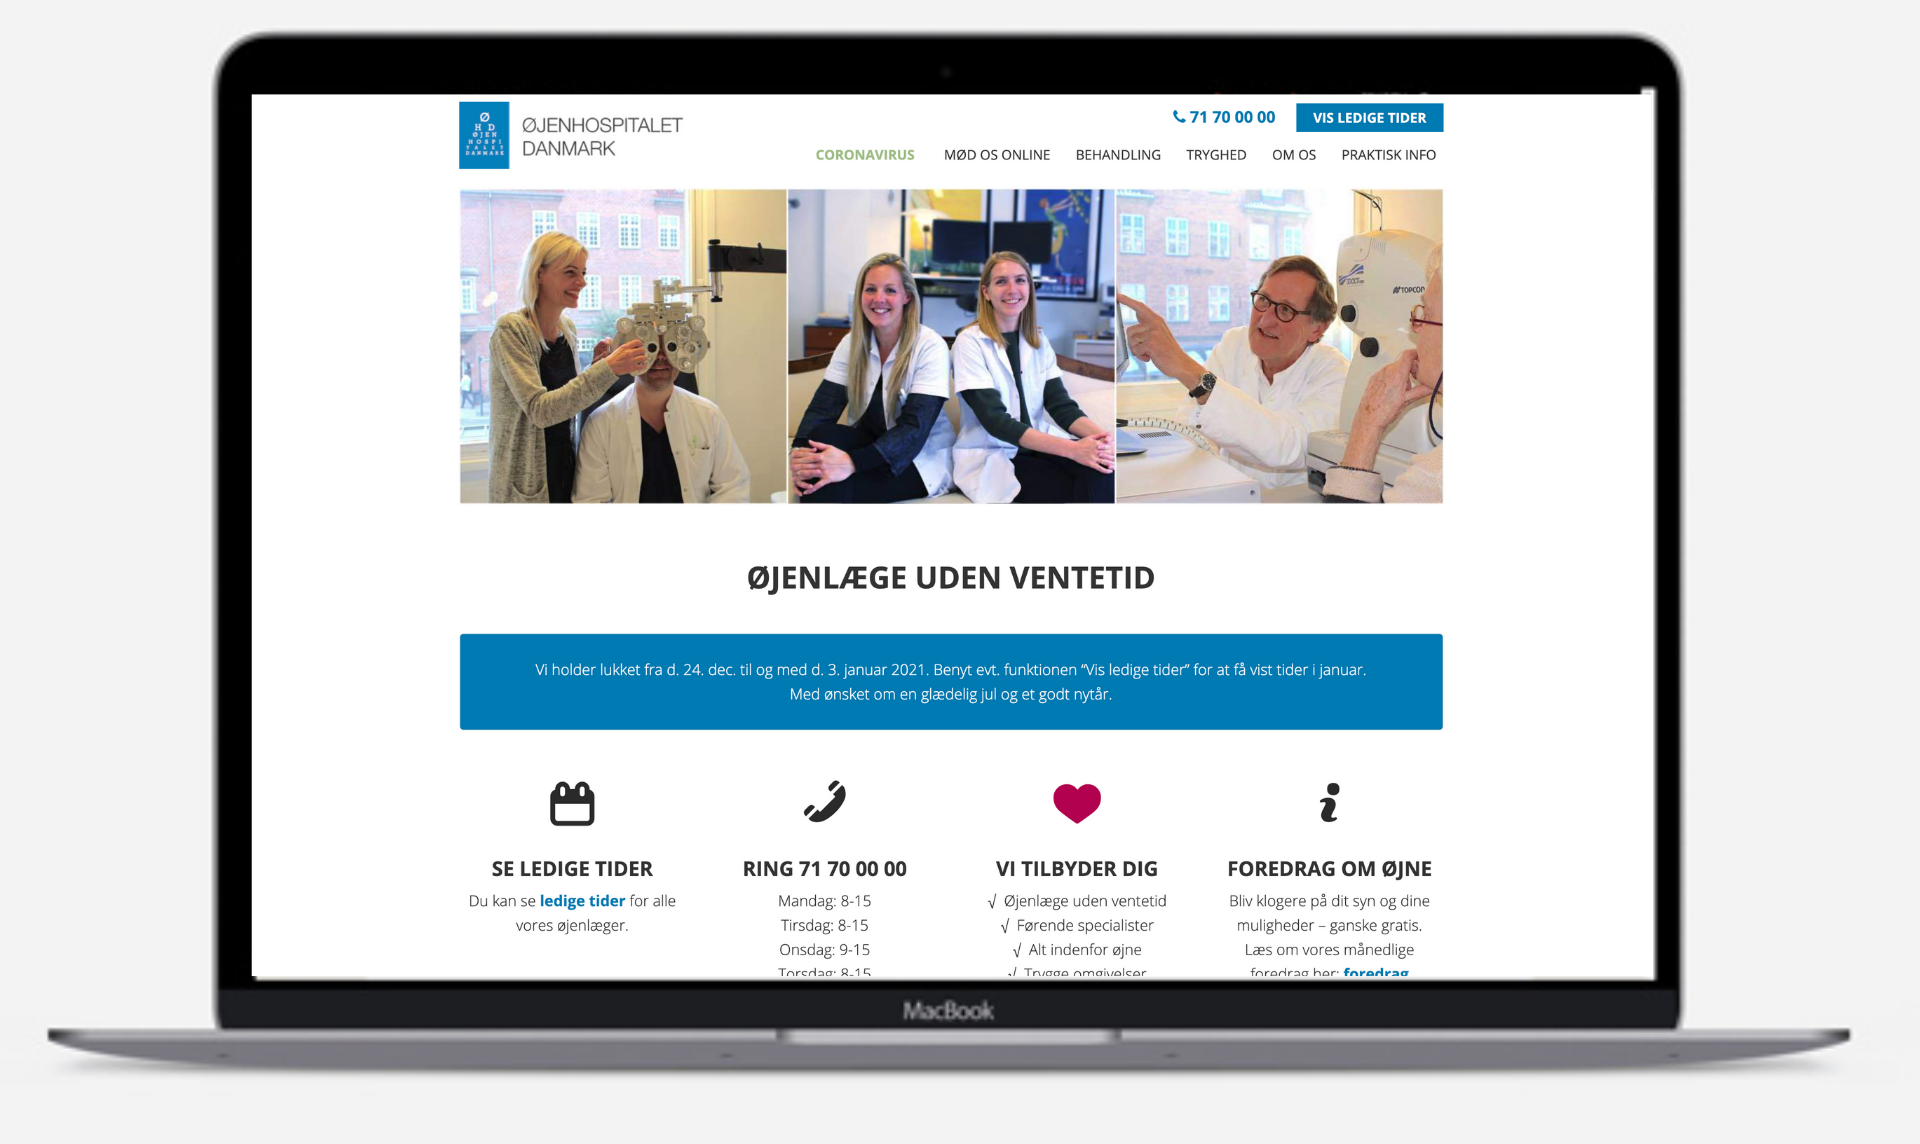 Ø
H D
ØJEN
HOSPI
TALET
DANMARK
ØJENHOSPITALET
DANMARK
71 70 00 00
VIS LEDIGE TIDER
CORONAVIRUS MØD OS ONLINE BEHANDLING TRYGHED OM OS PRAKTISK INFO
TOPCON
ØJENLÆGE UDEN VENTETID
Vi holder lukket fra d. 24. dec. til og med d. 3. januar 2021. Benyt evt. funktionen “Vis ledige tider” for at få vist tider i januar.
Med ønsket om en glædelig jul og et godt nytår.
SE LEDIGE TIDER
Du kan se ledige tider for alle
vores øjenlæger.
RING 71 70 00 00
Mandag: 8-15
Tirsdag: 8-15
Onsdag: 9-15
Torsdag: 8-15
VI TILBYDER DIG
√ Øjenlæge uden ventetid
√ Førende specialister
√ Alt indenfor øjne
√ Trygge omgivelser
FOREDRAG OM ØJNE
Bliv klogere på dit syn og dine
muligheder – ganske gratis.
Læs om vores månedlige
foredrag her: foredrag
MacBook